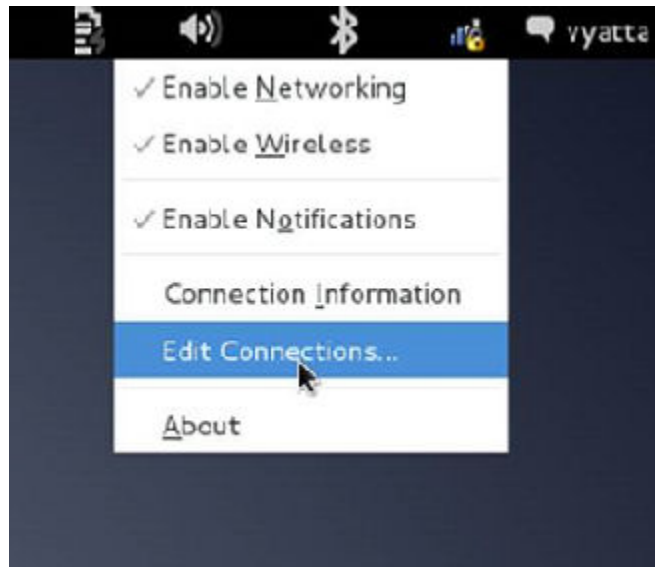 vyatta
Enable Networking
Enable Wireless
Enable Notifications
Connection Information
Edit Connections...
About